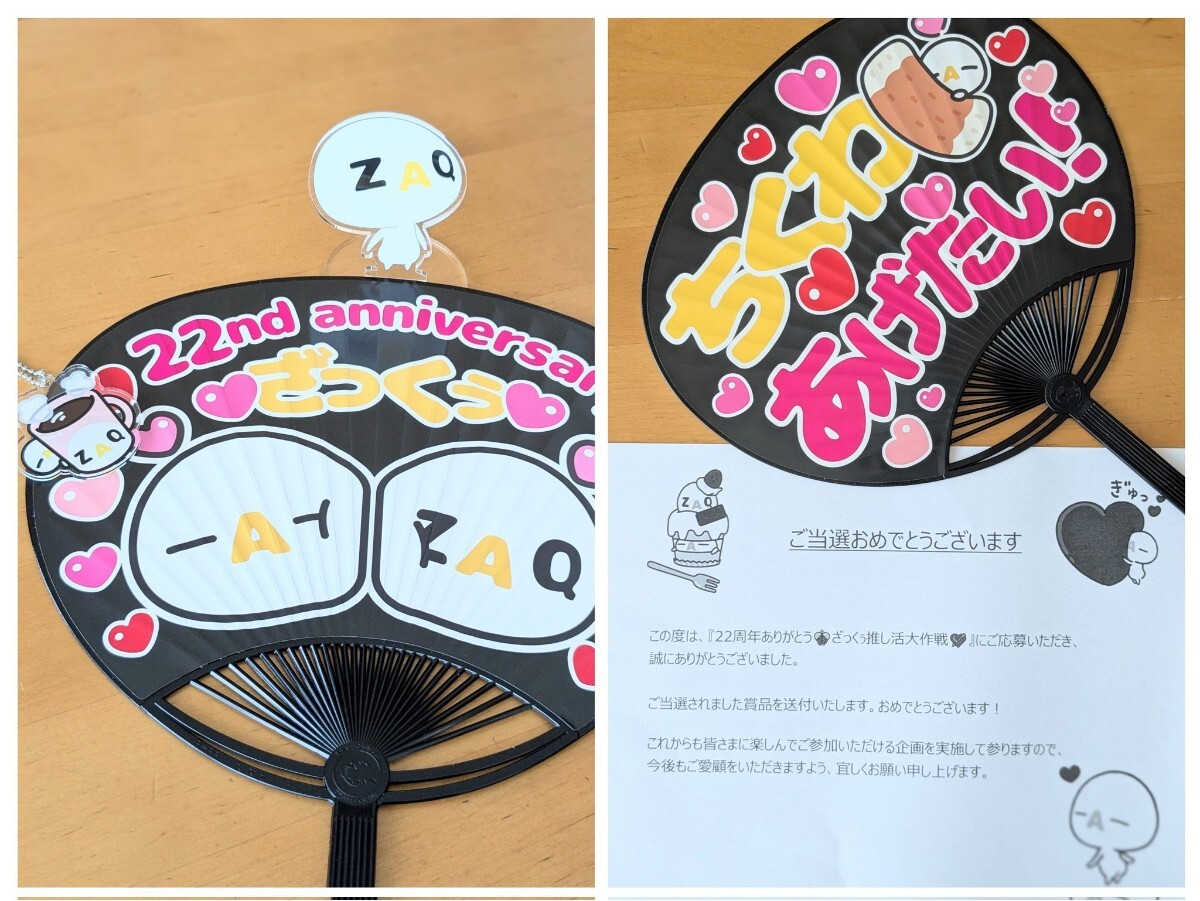 ZAQ
22nd anniversar
ざっくぅ
ZAQ
A
ZAQ
A
ちくわ
あげたい!!
ZAQ
A
ぎゅっ
A
ご当選おめでとうございます
この度は、『22周年ありがとう ざっくぅ推し活大作戦 』にご応募いただき、
誠にありがとうございました。
ご当選されました賞品を送付いたします。おめでとうございます！
これからも皆さまに楽しんでご参加いただける企画を実施して参りますので、
今後もご愛顧をいただきますよう、宜しくお願い申し上げます。
A